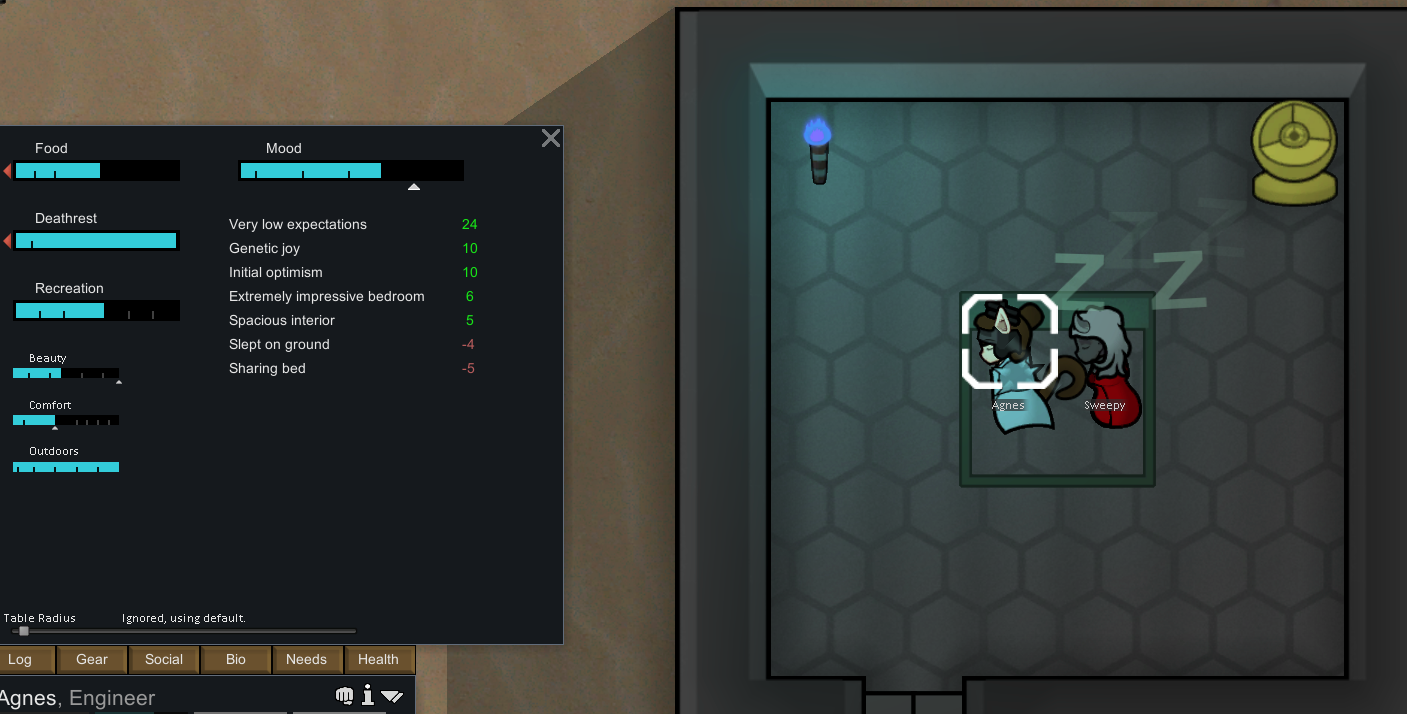 Food
Mood
Deathrest
Very low expectations 24
Genetic joy 10
Recreation
Initial optimism 10
Extremely impressive bedroom 6
Spacious interior 5
Beauty
Slept on ground -4
Sharing bed -5
Comfort
Outdoors
Table Radius Ignored, using default.
Log Gear Social Bio Needs Health
Agnes, Engineer
Z Z Z Z
Agnes Sweepy